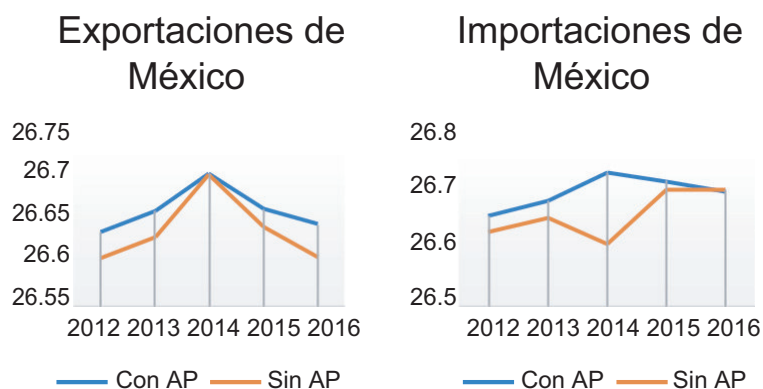 Exportaciones de
México
26.75
26.7
26.65
26.6
26.55
2012 2013 2014 2015 2016
Con AP Sin AP
Importaciones de
México
26.8
26.7
26.6
26.5
2012 2013 2014 2015 2016
Con AP Sin AP